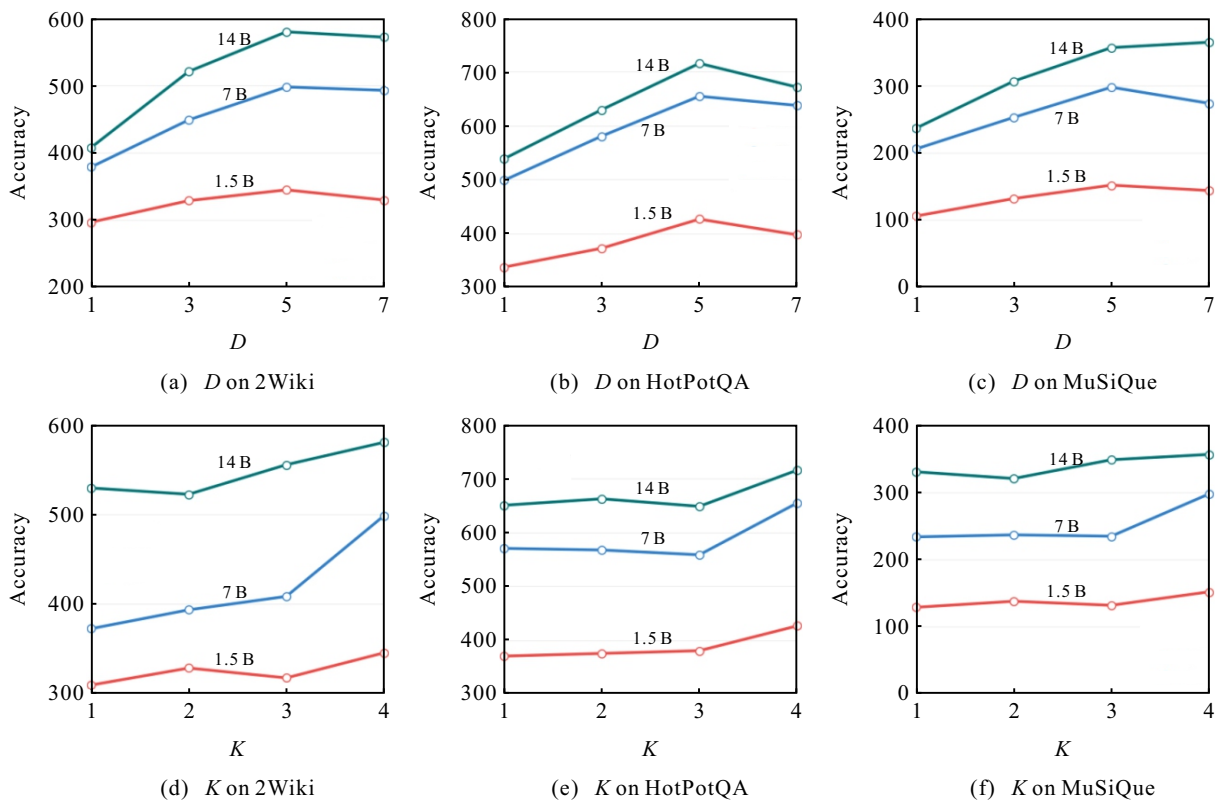 600
500
400
300
200
Accuracy
14 B
7 B
1.5 B
1 3 5 7
D
(a) D on 2Wiki
800
700
600
500
400
300
Accuracy
14 B
7 B
1.5 B
1 3 5 7
D
(b) D on HotPotQA
400
300
200
100
0
Accuracy
14 B
7 B
1.5 B
1 3 5 7
D
(c) D on MuSiQue
600
500
400
300
Accuracy
14 B
7 B
1.5 B
1 2 3 4
K
(d) K on 2Wiki
800
700
600
500
400
300
Accuracy
14 B
7 B
1.5 B
1 2 3 4
K
(e) K on HotPotQA
400
300
200
100
0
Accuracy
14 B
7 B
1.5 B
1 2 3 4
K
(f) K on MuSiQue